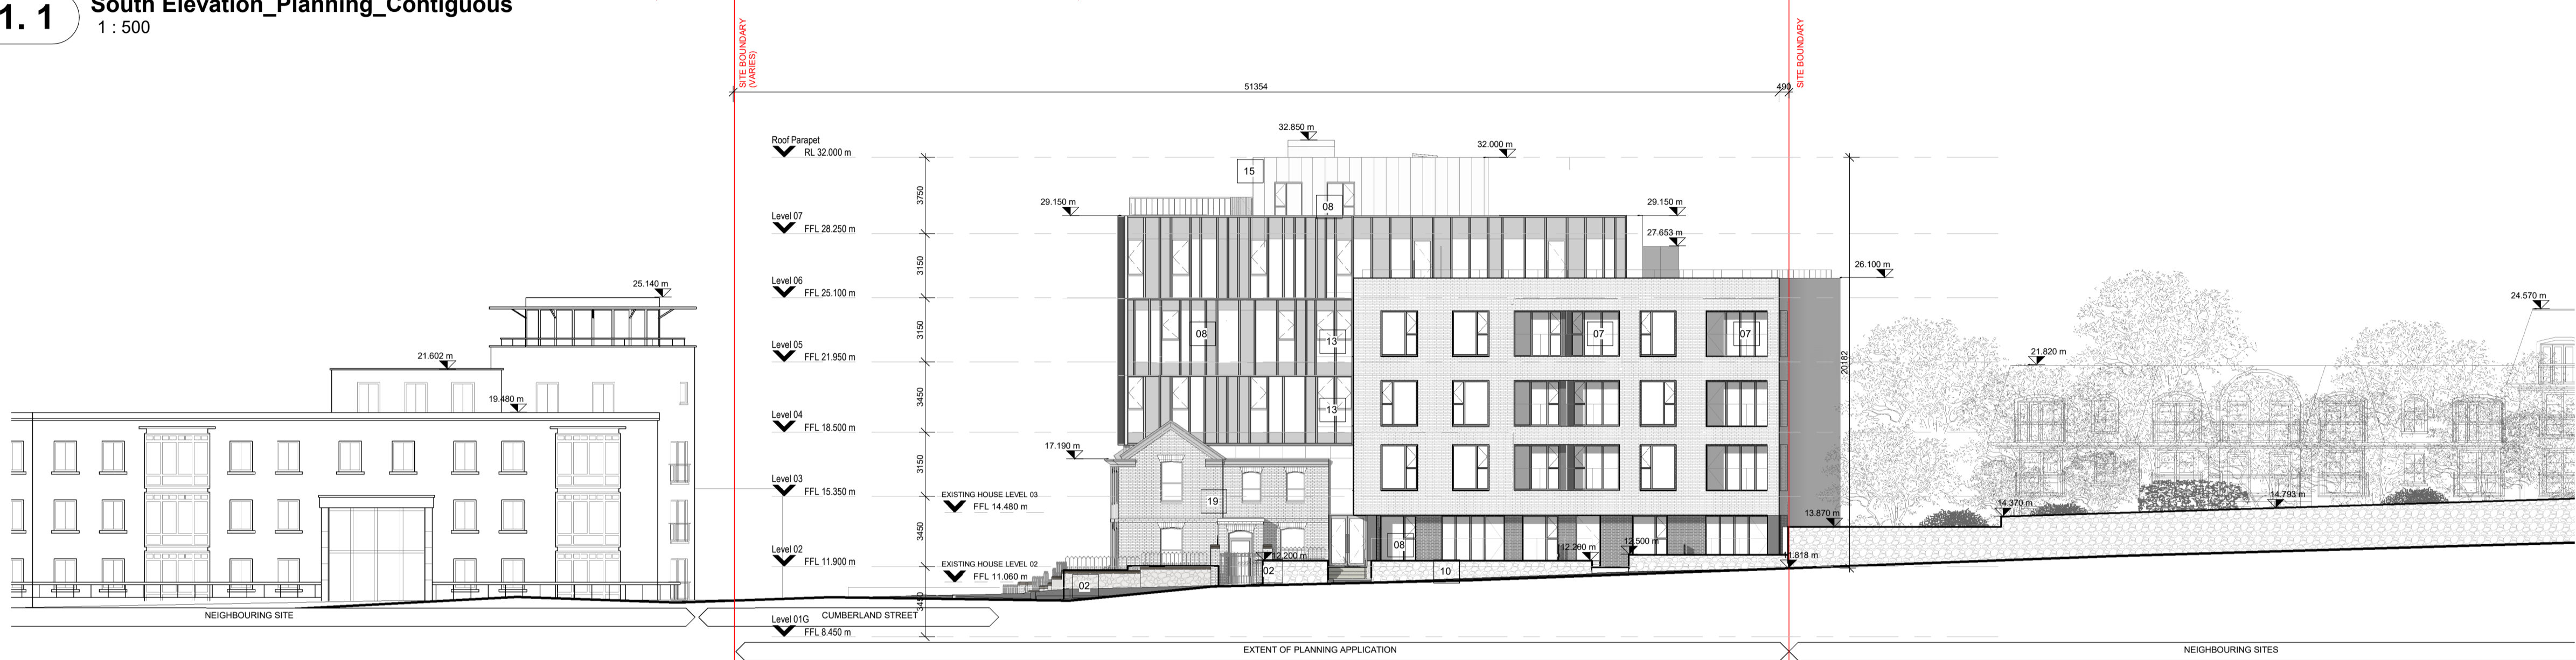 1. 1
South Elevation_Planning_Contiguous
1 : 500
SITE BOUNDARY
(VARIES)
SITE BOUNDARY
51354
490
Roof Parapet
RL 32.000 m
Level 07
FFL 28.250 m
Level 06
FFL 25.100 m
Level 05
FFL 21.950 m
Level 04
FFL 18.500 m
Level 03
FFL 15.350 m
Level 02
FFL 11.900 m
Level 01G
FFL 8.450 m
3750
3150
3150
3450
3150
3450
3450
EXISTING HOUSE LEVEL 03
FFL 14.480 m
EXISTING HOUSE LEVEL 02
FFL 11.060 m
25.140 m
21.602 m
19.480 m
32.850 m
32.000 m
15
08
29.150 m
29.150 m
27.653 m
26.100 m
08
13
07
07
13
17.190 m
19
08
12.200 m
02
02
10
12.200 m
12.500 m
11.818 m
13.870 m
20182
14.370 m
14.793 m
21.820 m
24.570 m
NEIGHBOURING SITE
CUMBERLAND STREET
EXTENT OF PLANNING APPLICATION
NEIGHBOURING SITES